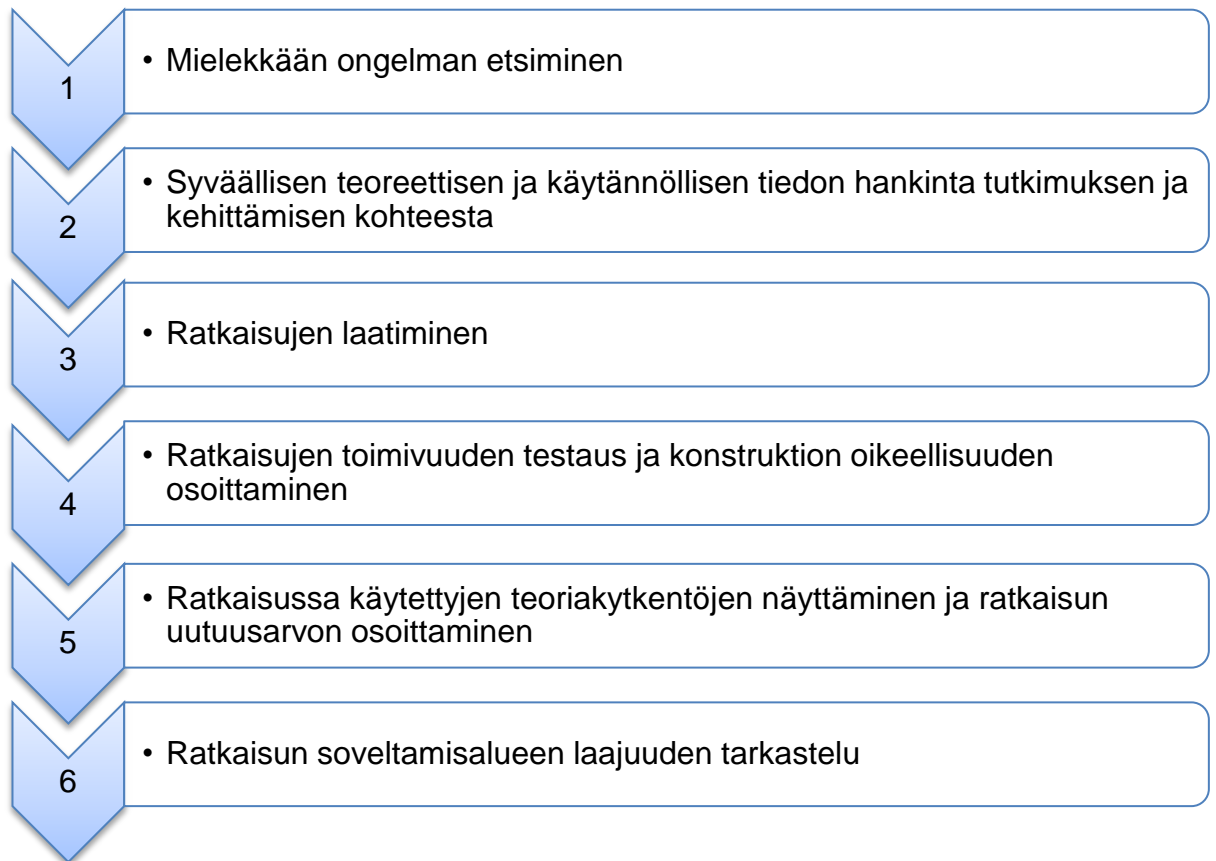 1
• Mielekkään ongelman etsiminen
2
• Syväällisen teoreettisen ja käytännöllisen tiedon hankinta tutkimuksen ja
kehittämisen kohteesta
3
• Ratkaisujen laatiminen
4
• Ratkaisujen toimivuuden testaus ja konstruktion oikeellisuuden
osoittaminen
5
• Ratkaisussa käytettyjen teoriakytkentöjen näyttäminen ja ratkaisun
uutuusarvon osoittaminen
6
• Ratkaisun soveltamisalueen laajuuden tarkastelu